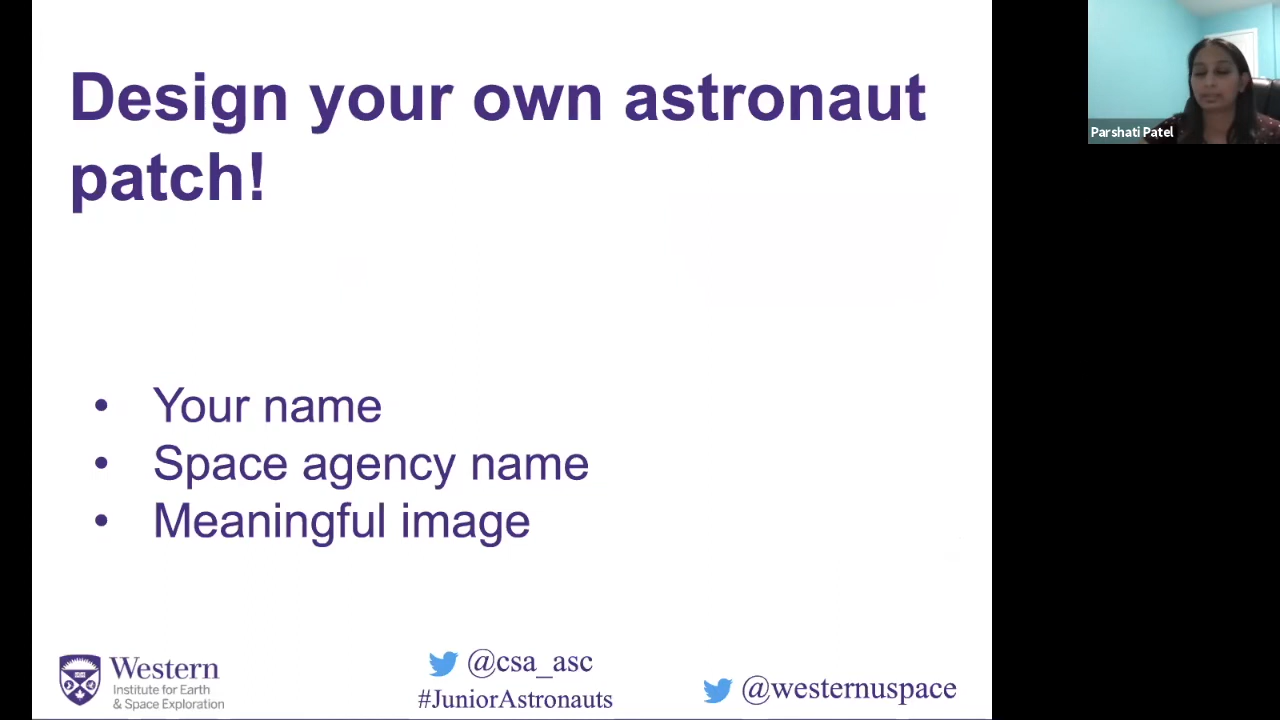 Design your own astronaut
patch!
• Your name
• Space agency name
• Meaningful image
Western
Institute for Earth
& Space Exploration
@csa_asc
#JuniorAstronauts
@westernuspace
Parshati Patel